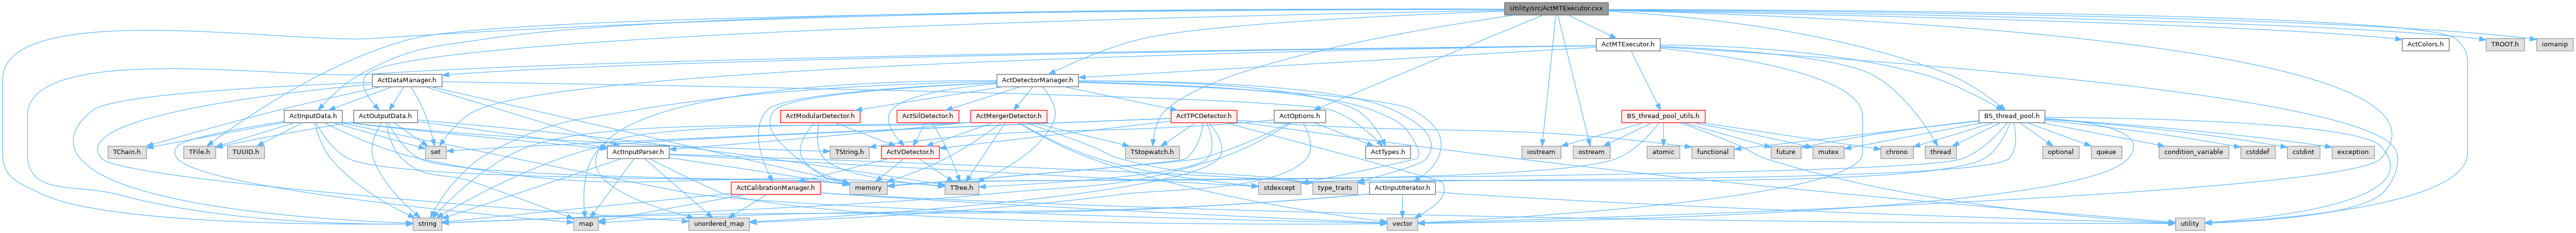 Utility/src/ActMTExecutor.cxx
ActMTExecutor.h
ActColors.h
TROOT.h
iomanip
ActDataManager.h
ActDetectorManager.h
ActInputData.h
ActOutputData.h
ActModularDetector.h
ActSilDetector.h
ActMergerDetector.h
ActTPCDetector.h
ActOptions.h
BS_thread_pool_utils.h
BS_thread_pool.h
TChain.h
TFile.h
TUUID.h
set
ActInputParser.h
TString.h
ActVDetector.h
TStopwatch.h
ActTypes.h
iostream
ostream
atomic
functional
future
mutex
chrono
thread
optional
queue
condition_variable
cstddef
cstdint
exception
ActCalibrationManager.h
memory
TTree.h
stdexcept
type_traits
ActInputIterator.h
string
map
unordered_map
vector
utility